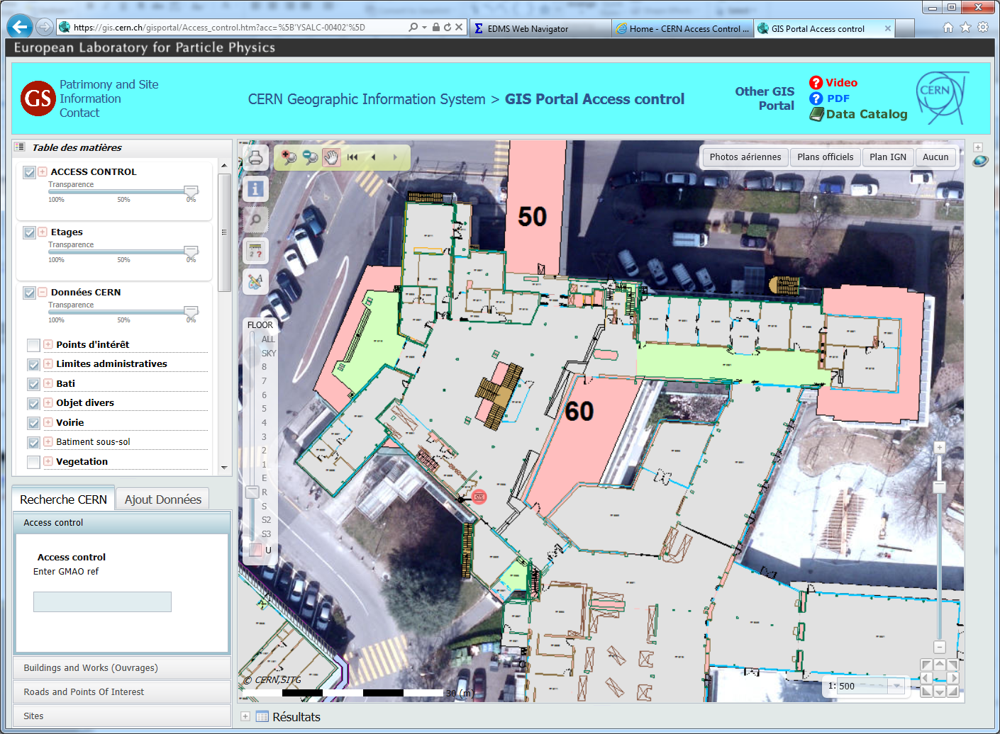 https://gis.cern.ch/gisportal/Access_control.htm?acc=%5B'YSALC-00402'%5D
EDMS Web Navigator
Home - CERN Access Control ...
GIS Portal Access control
European Laboratory for Particle Physics
GS
Patrimony and Site
Information
Contact
CERN Geographic Information System > GIS Portal Access control
Other GIS
Portal
Video
PDF
Data Catalog
CERN
Table des matières
ACCESS CONTROL
Transparence
100% 50% 0%
Etages
Transparence
100% 50% 0%
Données CERN
Transparence
100% 50% 0%
Points d'intérêt
Limites administratives
Bati
Objet divers
Voirie
Batiment sous-sol
Vegetation
Recherche CERN
Ajout Données
Access control
Access control
Enter GMAO ref
Buildings and Works (Ouvrages)
Roads and Points Of Interest
Sites
Photos aériennes
Plans officiels
Plan IGN
Aucun
FLOOR
ALL
SKY
8
7
6
5
4
3
2
1
E
R
S
S2
S3
U
50
60
© CERN,SITG
30 (m)
1: 500
Résultats